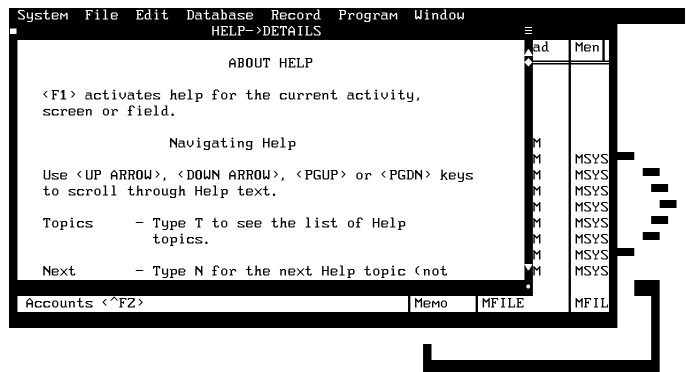 System File Edit Database Record Program Window
HELP->DETAILS
ad Men
ABOUT HELP
<F1> activates help for the current activity,
screen or field.
Navigating Help
M
M MSYS
Use <UP ARROW>, <DOWN ARROW>, <PGUP> or <PGDN> keys
M MSYS
to scroll through Help text.
M MSYS
M MSYS
Topics - Type T to see the list of Help
M MSYS
topics.
M MSYS
M MSYS
Next - Type N for the next Help topic (not
M MSYS
Accounts <^FZ> Memo MFILE MFIL